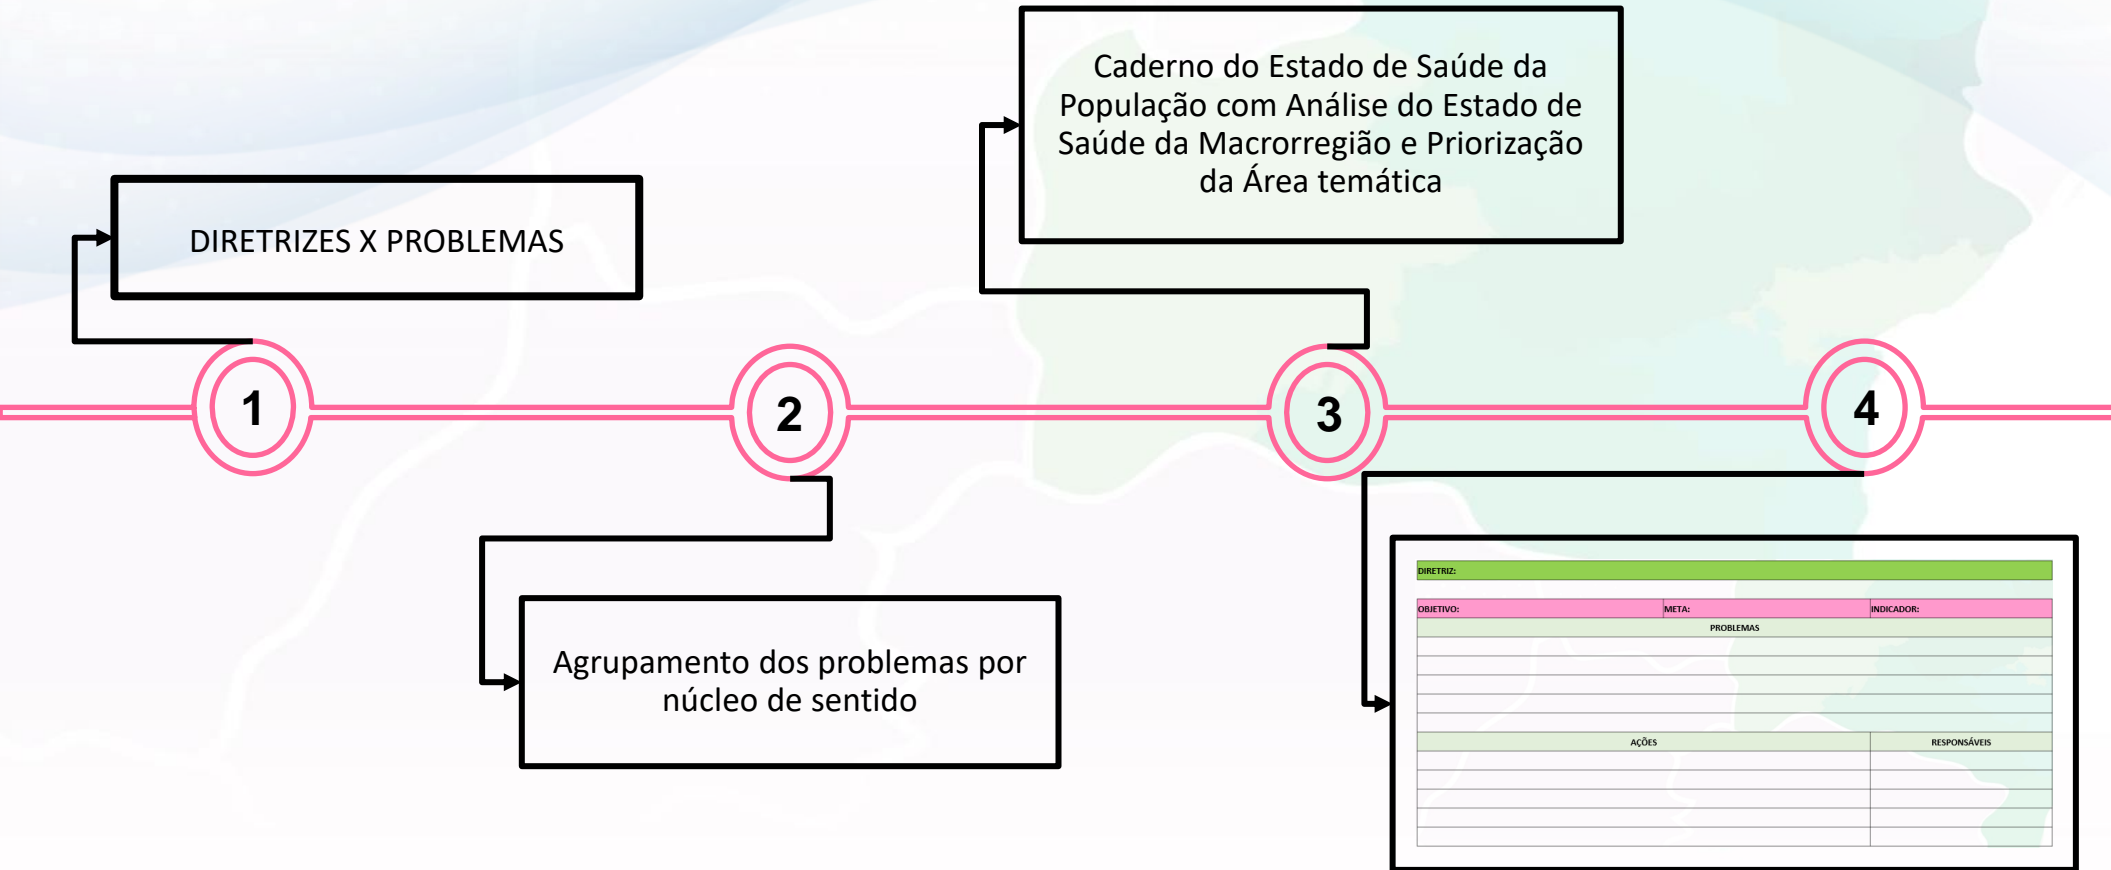 DIRETRIZES X PROBLEMAS
1
2
Agrupamento dos problemas por
núcleo de sentido
Caderno do Estado de Saúde da
População com Análise do Estado de
Saúde da Macrorregião e Priorização
da Área temática
3
4
DIRETRIZ:
OBJETIVO: META: INDICADOR:
PROBLEMAS
AÇÕES RESPONSÁVEIS